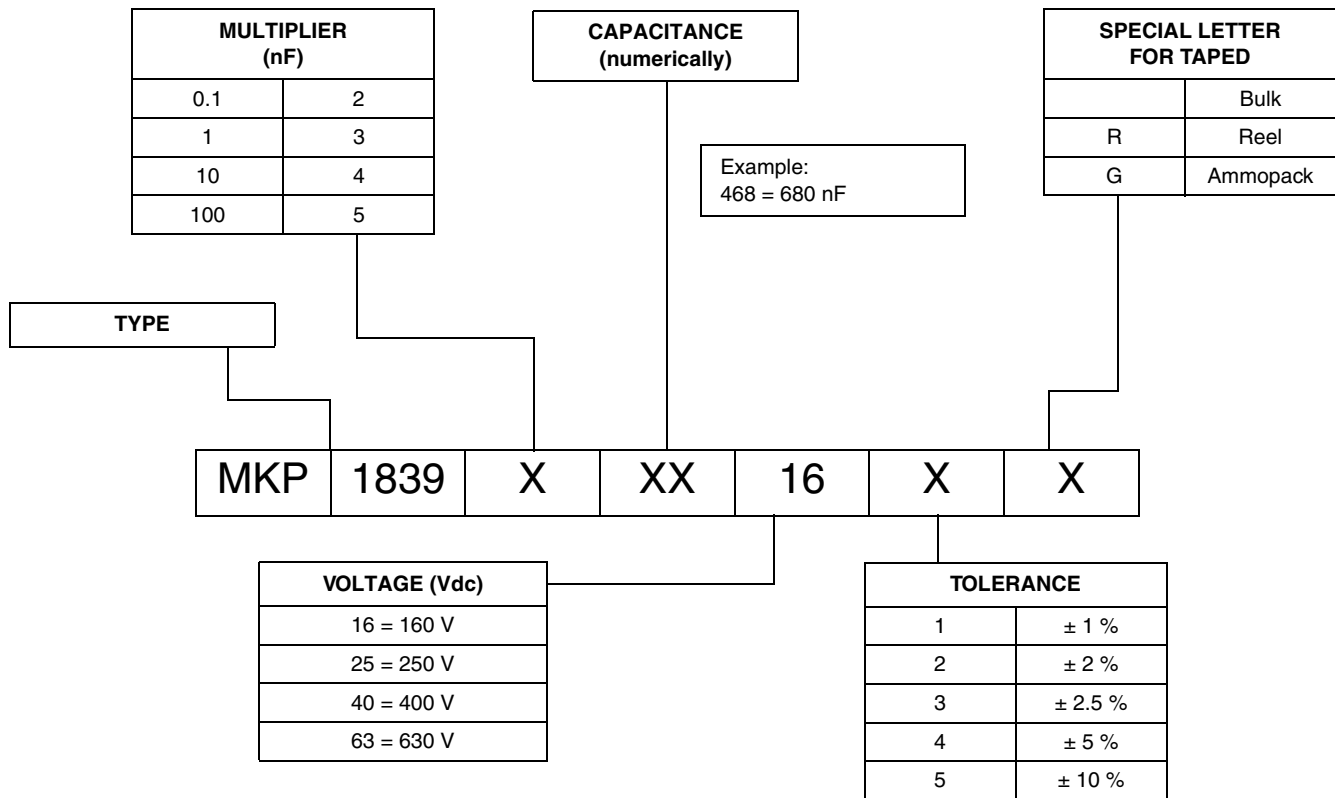 MULTIPLIER
(nF)
0.1 2
1 3
10 4
100 5
CAPACITANCE
(numerically)
Example:
468 = 680 nF
SPECIAL LETTER
FOR TAPED
Bulk
R Reel
G Ammopack
TYPE
MKP 1839 X XX 16 X X
VOLTAGE (Vdc)
16 = 160 V
25 = 250 V
40 = 400 V
63 = 630 V
TOLERANCE
1 ± 1 %
2 ± 2 %
3 ± 2.5 %
4 ± 5 %
5 ± 10 %